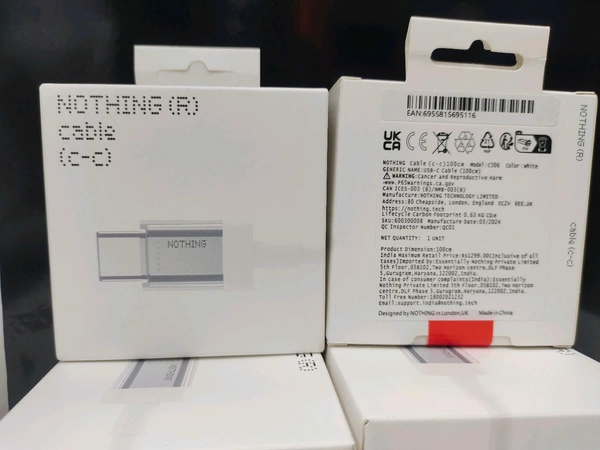 NOTHING (R)
cable
(c-c)
NOTHING
EAN:6955815695116
UK
CA
CE
21
NOTHING Cable (c-c)100cm Model:C306 Color:White
GENERIC NAME:USB-C Cable (100cm)
WARNING:Cancer and Reproductive Harm
-www.P65Warnings.ca.gov
CAN ICES-003 (B)/NMB-003(B)
Manufacture:NOTHING TECHNOLOGY LIMITED
Address:80 Cheapside, London, England EC2V 6EE,UK
https://nothing.tech
Lifecycle Carbon Footprint 0.63 KG CO2e
SKU:600300008 Manufacture Date:03/2024
QC Inspector Number:QC01
NET QUANTITY: 1 UNIT
Product Dimension:100cm
India Maximum Retail Price:Rs1299.00(Inclusive of all
taxes)Imported by:Essentially Nothing Private Limited
5th Floor,05B102,Two Horizon centre,DLF Phase
5,Gurugram,Haryana,122002,India.
In case of consumer complaints(India):Essentially
Nothing Private Limited 5th Floor,05B102,Two Horizon
centre,DLF Phase 5,Gurugram,Haryana,122002,India.
Toll Free Number:18002021232
Email:support.india@nothing.tech
Designed by NOTHING in London,UK Made in China
NOTHING (R)
cable (c-c)